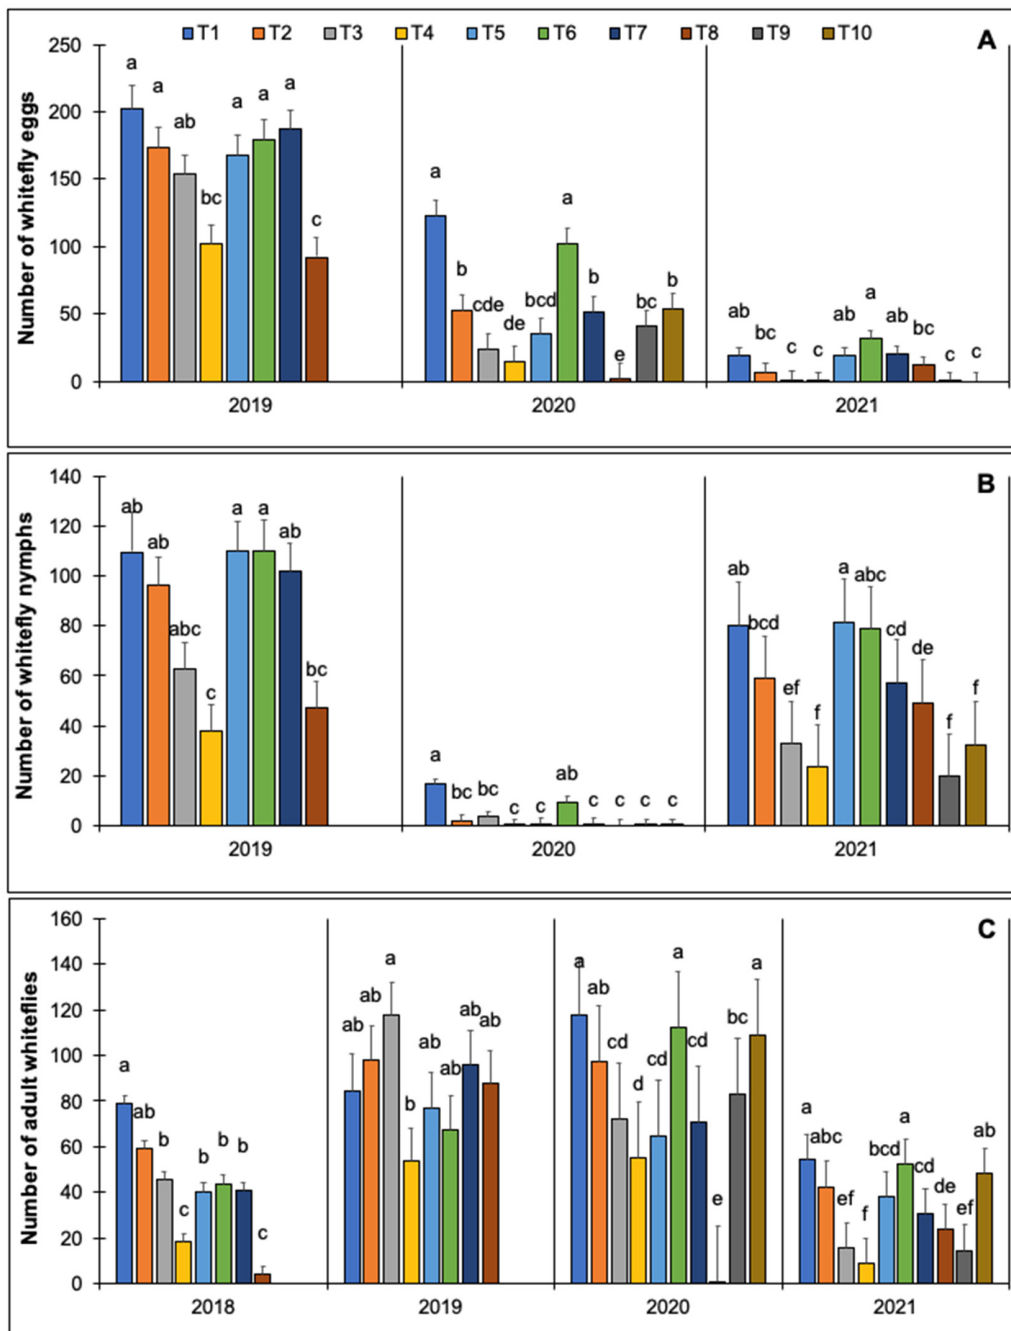 T1 T2 T3 T4 T5 T6 T7 T8 T9 T10
A
Number of whitefly eggs
250
200
150
100
50
0
a a ab bc a a a c
a b cde de bcd a b e bc b
ab bc c c ab a ab bc c c
2019 2020 2021
B
Number of whitefly nymphs
140
120
100
80
60
40
20
0
ab ab abc c a a ab bc
a bc bc c c ab c c c c
ab bcd ef f a abc cd de f f
2019 2020 2021
C
Number of adult whiteflies
160
140
120
100
80
60
40
20
0
a ab b c b b b c
ab ab a b ab ab ab ab
a ab cd d cd a cd e bc a
a abc ef f bcd a cd de ef ab
2018 2019 2020 2021